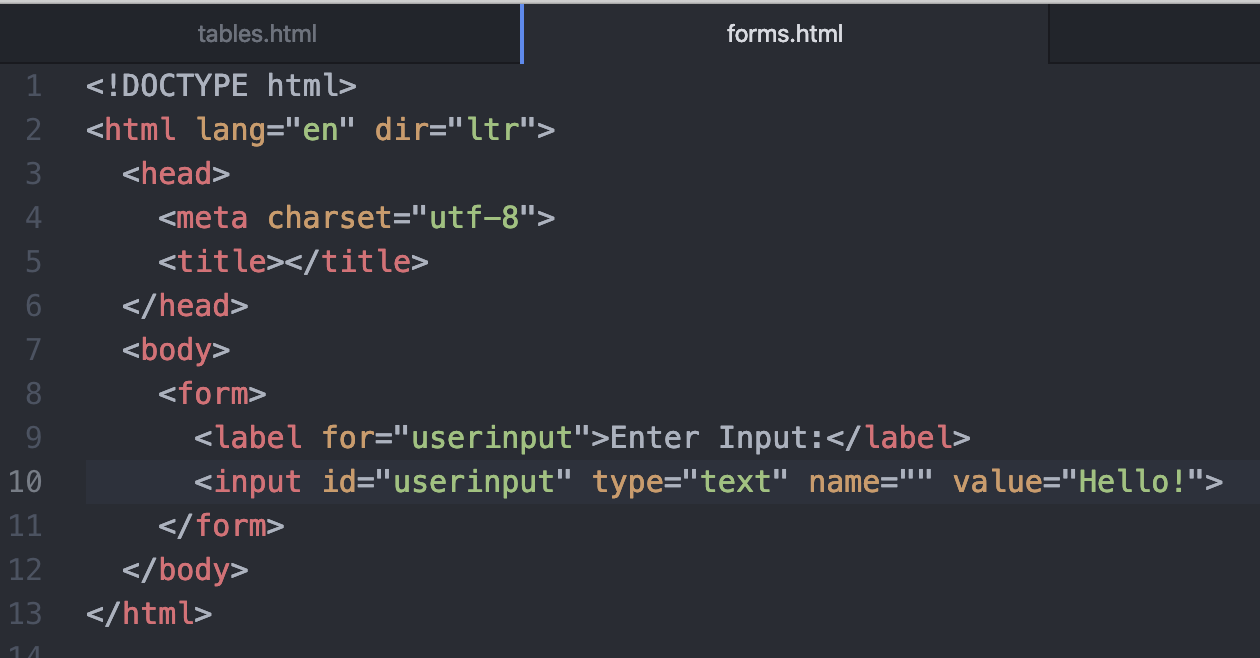 tables.html
forms.html
1 <!DOCTYPE html>
2 <html lang="en" dir="ltr">
3   <head>
4     <meta charset="utf-8">
5     <title></title>
6   </head>
7   <body>
8     <form>
9       <label for="userinput">Enter Input:</label>
10       <input id="userinput" type="text" name="" value="Hello!">
11     </form>
12   </body>
13 </html>
14